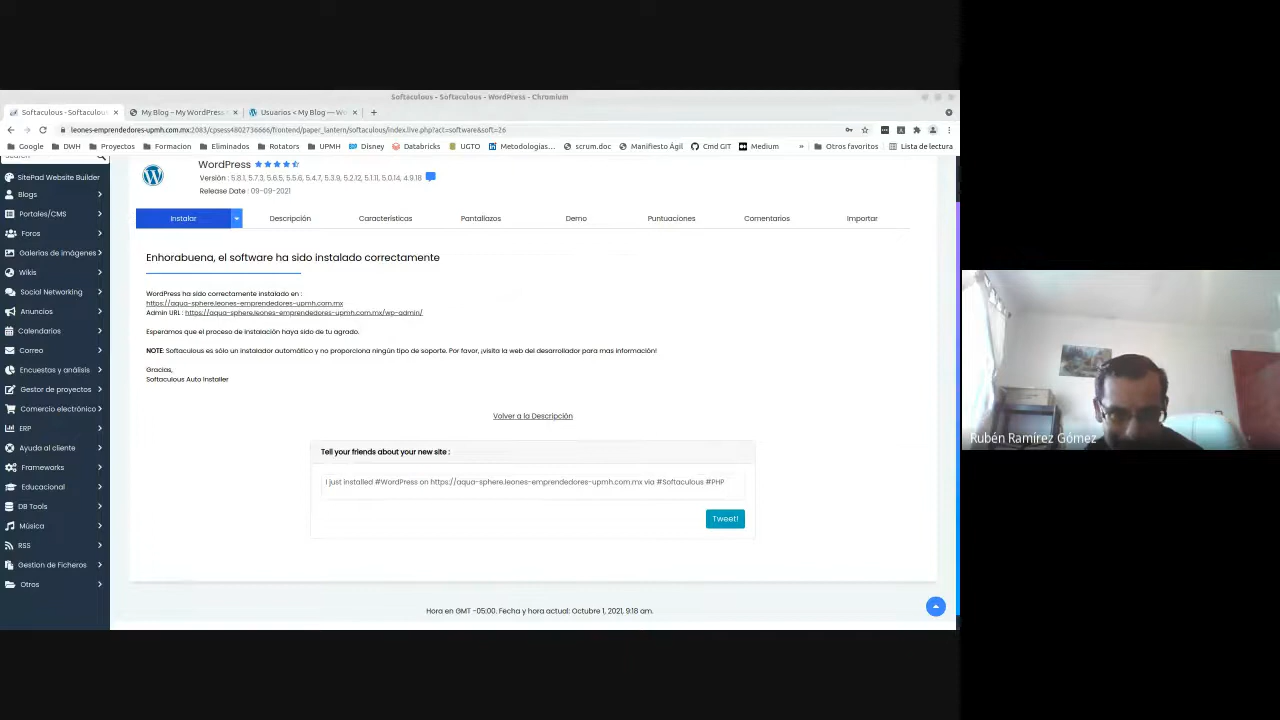 Softaculous - Softaculous - WordPress - Chromium
Softaculous - Softaculou
My Blog – My WordPress
Usuarios < My Blog — Wo
leones-emprendedores-upmh.com.mx:2083/cpsess4802736666/frontend/paper_lantern/softaculous/index.live.php?act=software&soft=26
Google DWH Proyectos Formacion Eliminados Rotators UPMH Disney Databricks UGTO Metodologías... scrum.doc Manifiesto Ágil Cmd GIT Medium » Otros favoritos Lista de lectura
Search
SitePad Website Builder
Blogs
Portales/CMS
Foros
Galerías de imágenes
Wikis
Social Networking
Anuncios
Calendarios
Correo
Encuestas y análisis
Gestor de proyectos
Comercio electrónico
ERP
Ayuda al cliente
Frameworks
Educacional
DB Tools
Música
RSS
Gestion de Ficheros
Otros
WordPress
Versión : 5.8.1, 5.7.3, 5.6.5, 5.5.6, 5.4.7, 5.3.9, 5.2.12, 5.1.11, 5.0.14, 4.9.18
Release Date : 09-09-2021
Instalar Descripción Características Pantallazos Demo Puntuaciones Comentarios Importar
Enhorabuena, el software ha sido instalado correctamente
WordPress ha sido correctamente instalado en :
https://aqua-sphere.leones-emprendedores-upmh.com.mx
Admin URL : https://aqua-sphere.leones-emprendedores-upmh.com.mx/wp-admin/
Esperamos que el proceso de instalación haya sido de tu agrado.
NOTE: Softaculous es sólo un instalador automático y no proporciona ningún tipo de soporte. Por favor, ¡visita la web del desarrollador para mas información!
Gracias,
Softaculous Auto Installer
Volver a la Descripción
Tell your friends about your new site :
I just installed #WordPress on https://aqua-sphere.leones-emprendedores-upmh.com.mx via #Softaculous #PHP
Tweet!
Hora en GMT -05:00. Fecha y hora actual: Octubre 1, 2021, 9:18 am.
Rubén Ramírez Gómez